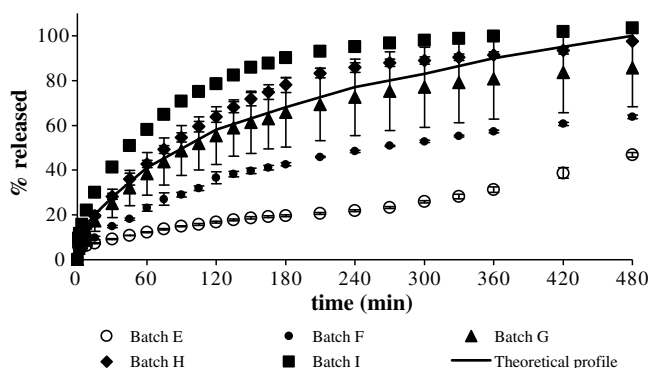 % released
100
80
60
40
20
0
0 60 120 180 240 300 360 420 480
time (min)
Batch E Batch F Batch G
Batch H Batch I Theoretical profile